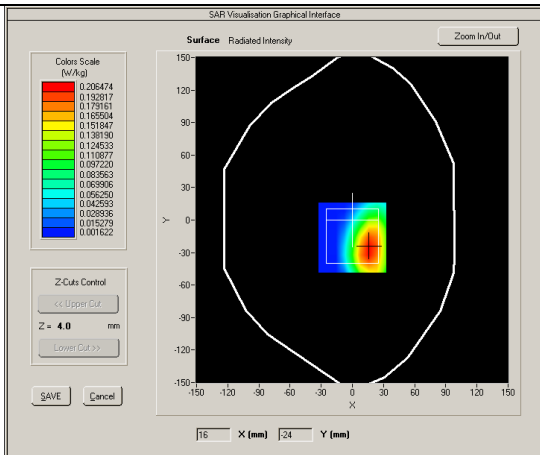 SAR Visualisation Graphical Interface
Surface Radiated Intensity
Zoom In/Out
Colors Scale
(W/kg)
0.206474
0.192817
0.179161
0.165504
0.151847
0.138190
0.124533
0.110877
0.097220
0.083563
0.069906
0.056250
0.042593
0.028936
0.015279
0.001622
Z-Cuts Control
<< Upper Cut
Z = 4.0 mm
Lower Cut >>
SAVE Cancel
150
120
90
60
30
0
-30
-60
-90
-120
-150
Y
-150 -120 -90 -60 -30 0 30 60 90 120 150
X
16 X (mm) -24 Y (mm)